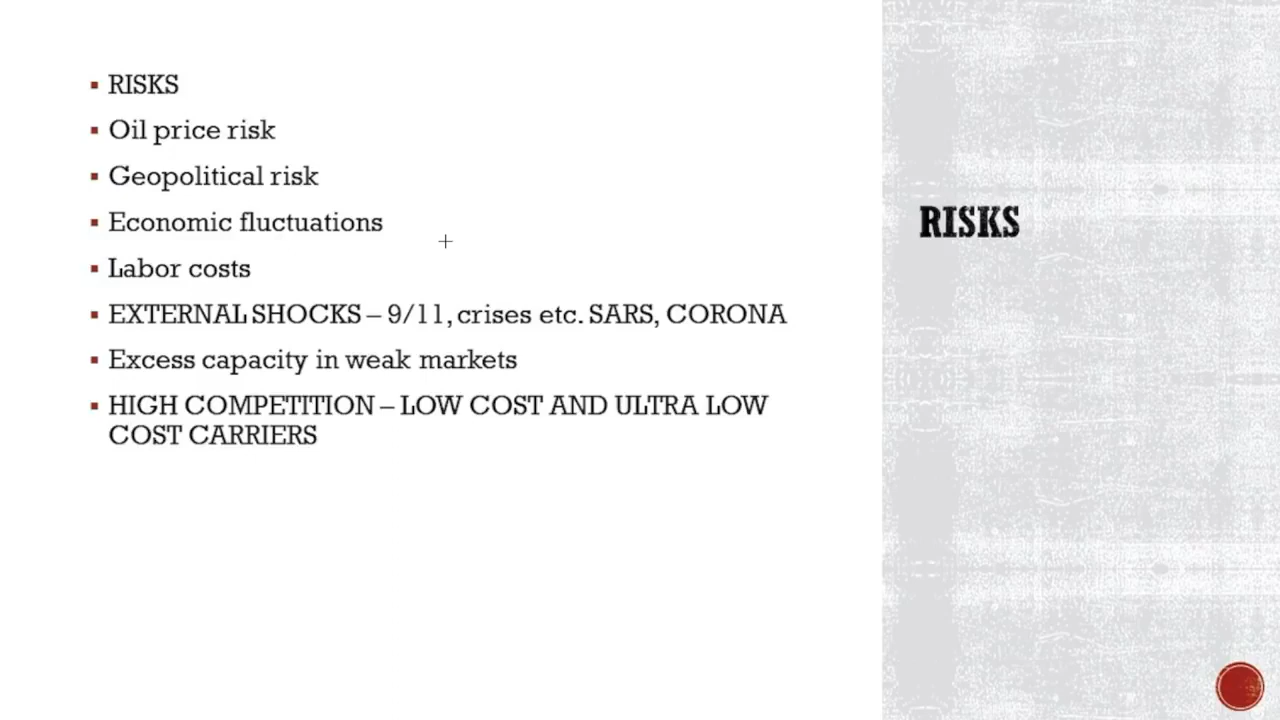 RISKS
Oil price risk
Geopolitical risk
Economic fluctuations
Labor costs
EXTERNAL SHOCKS – 9/11, crises etc. SARS, CORONA
Excess capacity in weak markets
HIGH COMPETITION – LOW COST AND ULTRA LOW
COST CARRIERS
RISKS